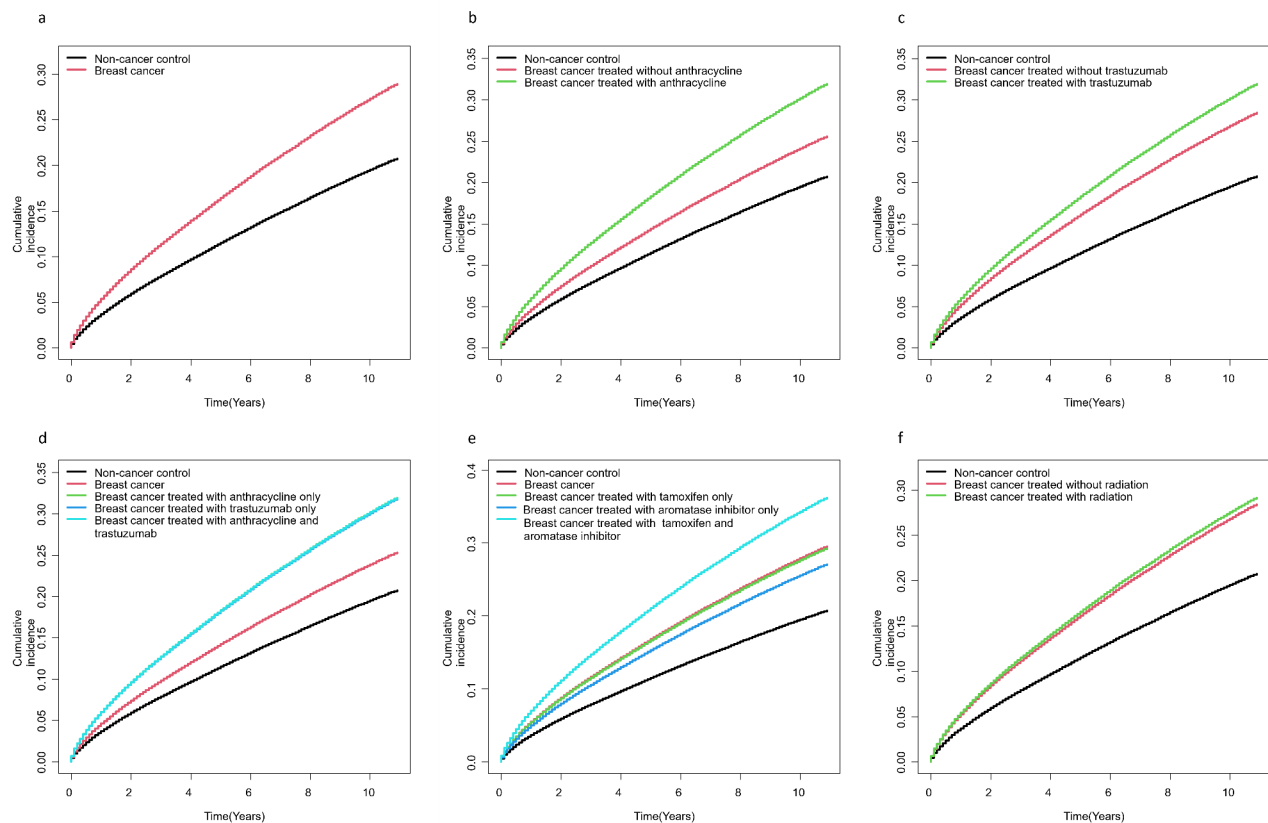 a
Non-cancer control
Breast cancer
0.30
0.25
0.20
0.15
0.10
0.05
0.00
Cumulative
incidence
0 2 4 6 8 10
Time(Years)
b
Non-cancer control
Breast cancer treated without anthracycline
Breast cancer treated with anthracycline
0.35
0.30
0.25
0.20
0.15
0.10
0.05
0.00
Cumulative
incidence
0 2 4 6 8 10
Time(Years)
c
Non-cancer control
Breast cancer treated without trastuzumab
Breast cancer treated with trastuzumab
0.35
0.30
0.25
0.20
0.15
0.10
0.05
0.00
Cumulative
incidence
0 2 4 6 8 10
Time(Years)
d
Non-cancer control
Breast cancer
Breast cancer treated with anthracycline only
Breast cancer treated with trastuzumab only
Breast cancer treated with anthracycline and
trastuzumab
0.35
0.30
0.25
0.20
0.15
0.10
0.05
0.00
Cumulative
incidence
0 2 4 6 8 10
Time(Years)
e
Non-cancer control
Breast cancer
Breast cancer treated with tamoxifen only
Breast cancer treated with aromatase inhibitor only
Breast cancer treated with tamoxifen and
aromatase inhibitor
0.4
0.3
0.2
0.1
0.0
Cumulative
incidence
0 2 4 6 8 10
Time(Years)
f
Non-cancer control
Breast cancer treated without radiation
Breast cancer treated with radiation
0.30
0.25
0.20
0.15
0.10
0.05
0.00
Cumulative
incidence
0 2 4 6 8 10
Time(Years)